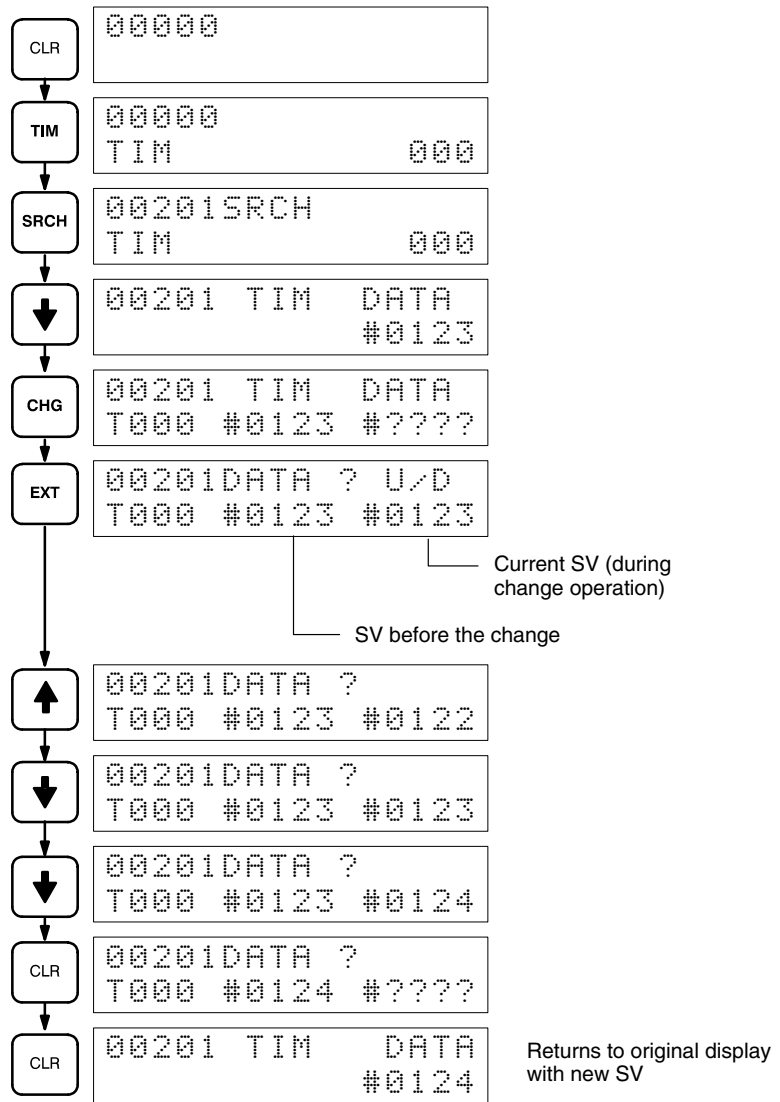 CLR
00000
TIM
00000
TIM 000
SRCH
00201SRCH
TIM 000
00201 TIM DATA
#0123
CHG
00201 TIM DATA
T000 #0123 #????
EXT
00201DATA ? U/D
T000 #0123 #0123
Current SV (during
change operation)
SV before the change
00201DATA ?
T000 #0123 #0122
00201DATA ?
T000 #0123 #0123
00201DATA ?
T000 #0123 #0124
CLR
00201DATA ?
T000 #0124 #????
CLR
00201 TIM DATA
#0124
Returns to original display
with new SV